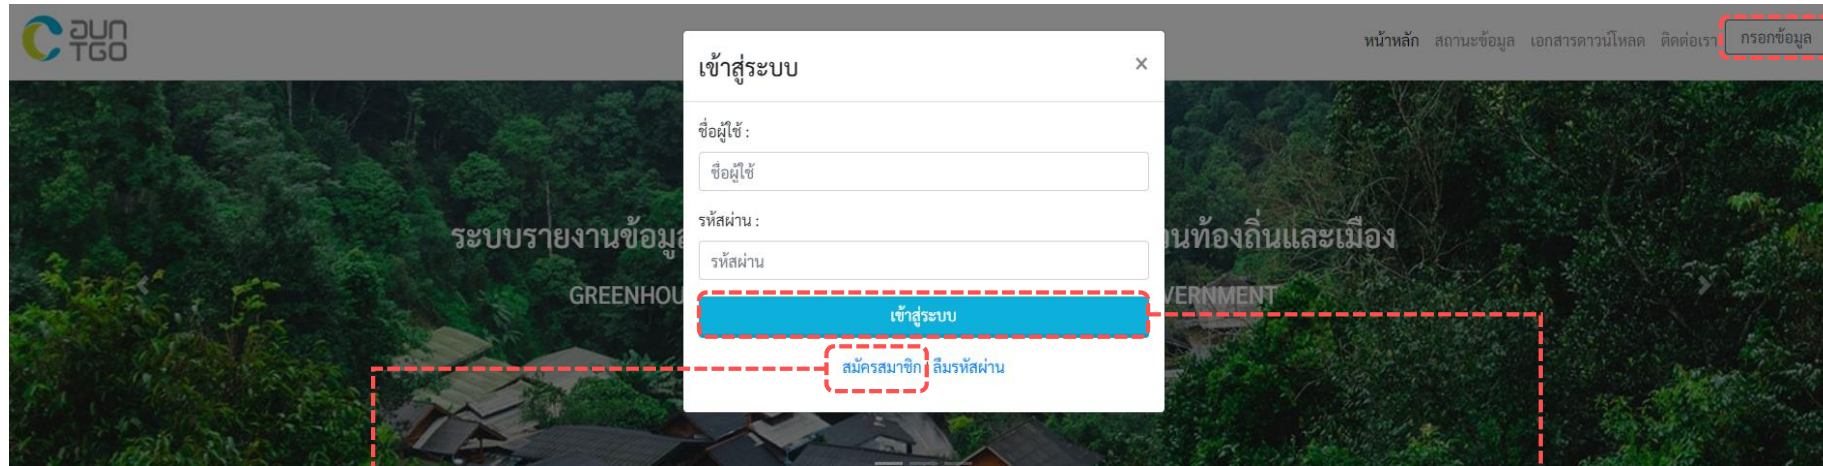 อบก
TGO
หน้าหลัก สถานะข้อมูล เอกสารดาวน์โหลด ติดต่อเรา กรอกข้อมูล
เข้าสู่ระบบ ×
ชื่อผู้ใช้ :
ชื่อผู้ใช้
รหัสผ่าน :
รหัสผ่าน
เข้าสู่ระบบ
สมัครสมาชิก ลืมรหัสผ่าน
ระบบรายงานข้อมูล นท้องถิ่นและเมือง
GREENHOU VERNMENT